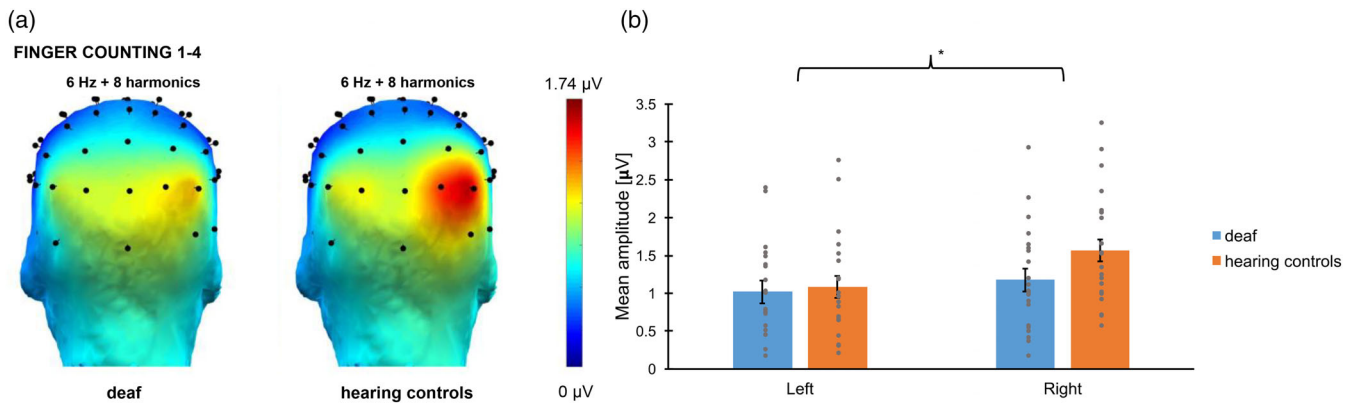 (a)
FINGER COUNTING 1-4
6 Hz + 8 harmonics
6 Hz + 8 harmonics
1.74 µV
deaf
hearing controls
0 µV
(b)
*
Mean amplitude [µV]
3.5
3
2.5
2
1.5
1
0.5
0
Left
Right
deaf
hearing controls